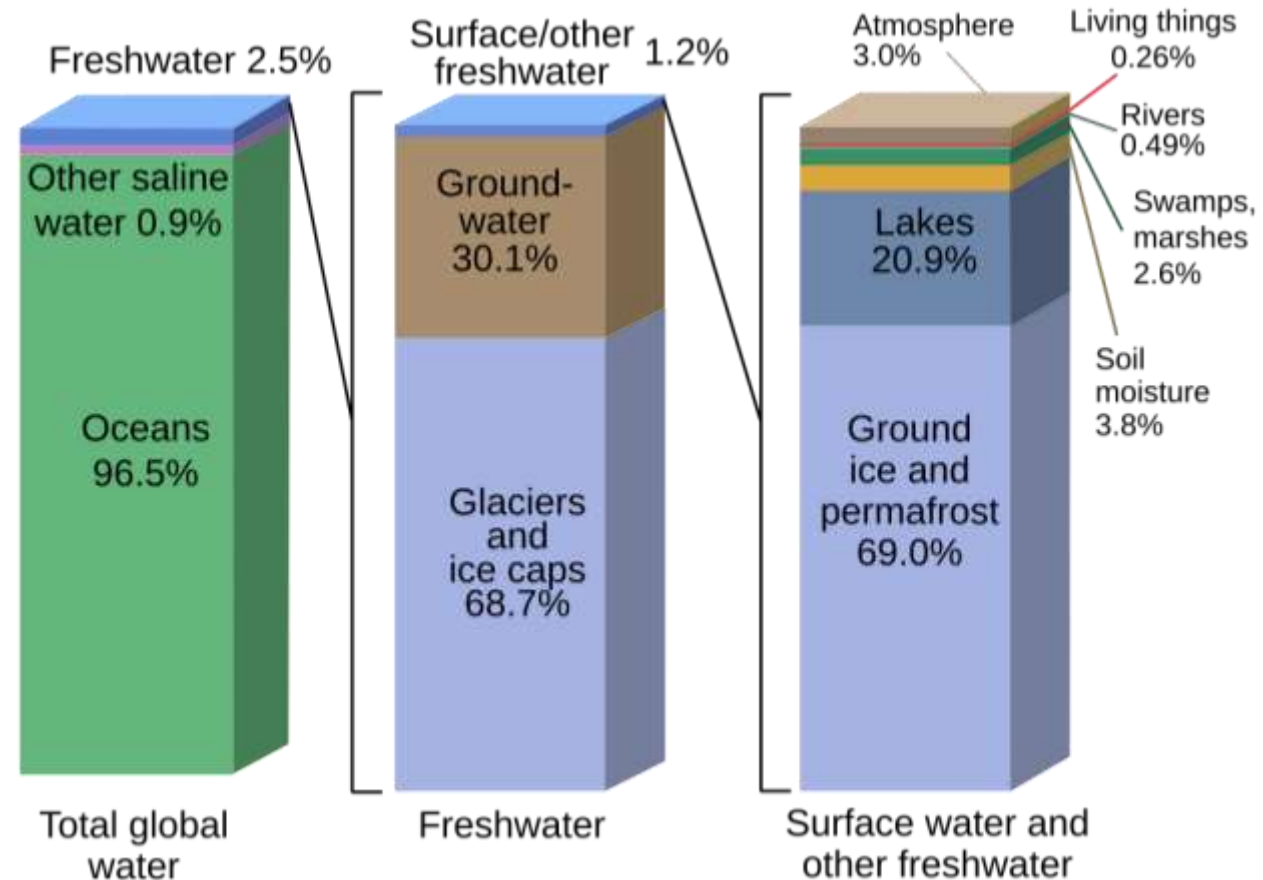 Freshwater 2.5%
Other saline
water 0.9%
Oceans
96.5%
Total global
water
Surface/other
freshwater
1.2%
Ground-
water
30.1%
Glaciers
and
ice caps
68.7%
Freshwater
Atmosphere
3.0%
Living things
0.26%
Rivers
0.49%
Swamps,
marshes
2.6%
Soil
moisture
3.8%
Lakes
20.9%
Ground
ice and
permafrost
69.0%
Surface water and
other freshwater